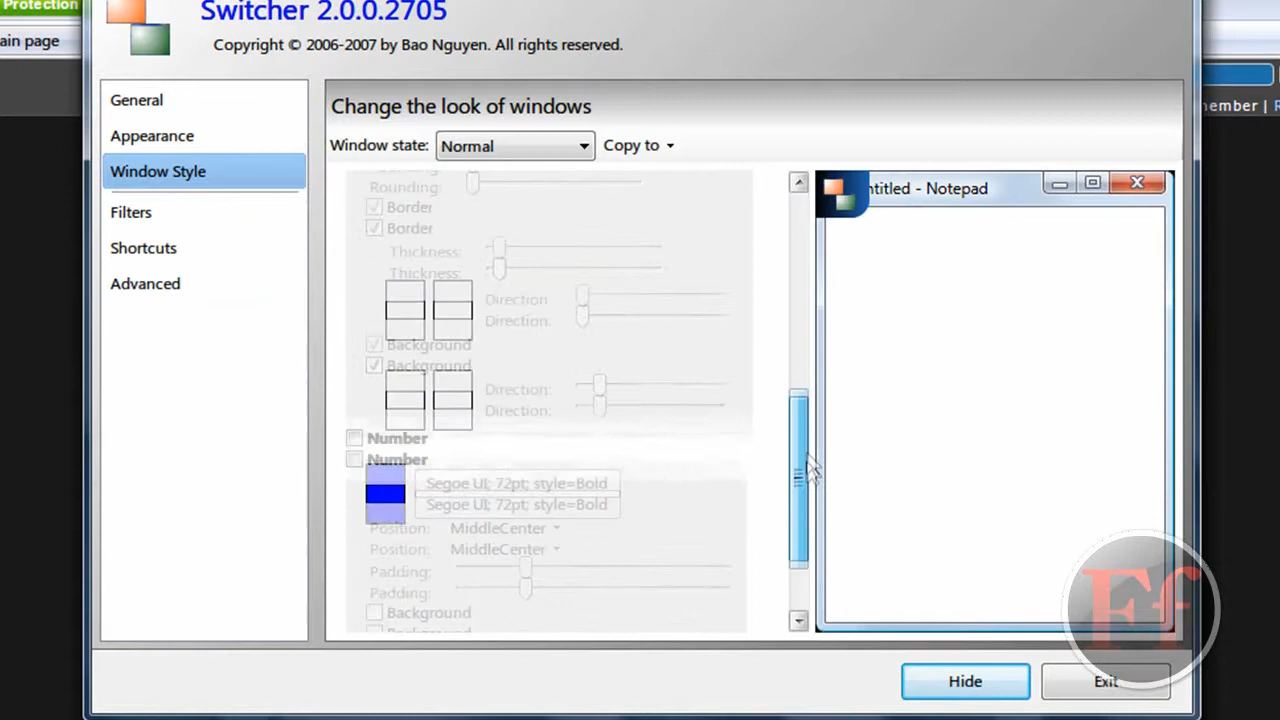 Protection
ain page
Switcher 2.0.0.2705
Copyright © 2006-2007 by Bao Nguyen. All rights reserved.
ember | R
General
Appearance
Window Style
Filters
Shortcuts
Advanced
Change the look of windows
Window state: Normal Copy to
Rounding:
Border
Border
Thickness:
Thickness:
Direction
Direction:
Background
Background
Direction:
Direction:
Number
Number
Segoe UI; 72pt; style=Bold
Segoe UI; 72pt; style=Bold
Position: MiddleCenter
Position: MiddleCenter
Padding:
Padding:
Background
ntitled - Notepad
Hide
Exit
Ff